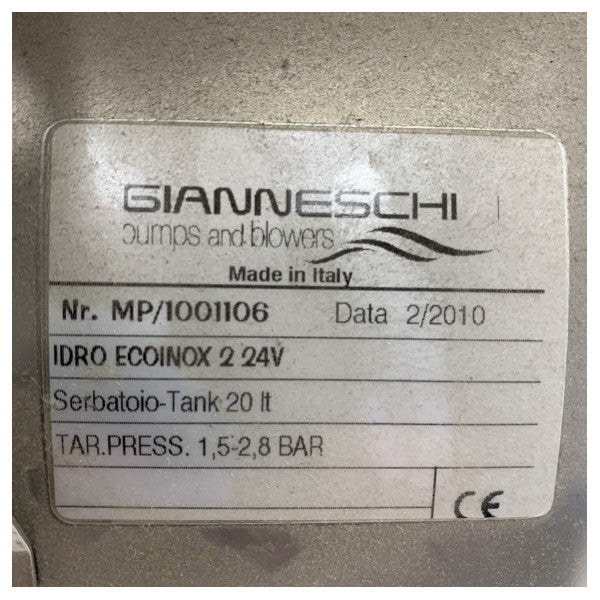 GIANNESCHI
pumps and blowers
Made in Italy
Nr. MP/1001106 Data 2/2010
IDRO ECOINOX 2 24V
Serbatoio-Tank 20 lt
TAR.PRESS. 1,5-2,8 BAR
CE